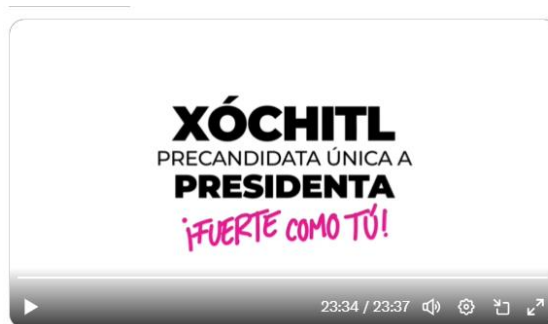 XÓCHITL
PRECANDIDATA ÚNICA A
PRESIDENTA
¡FUERTE COMO TÚ!
23:34 / 23:37